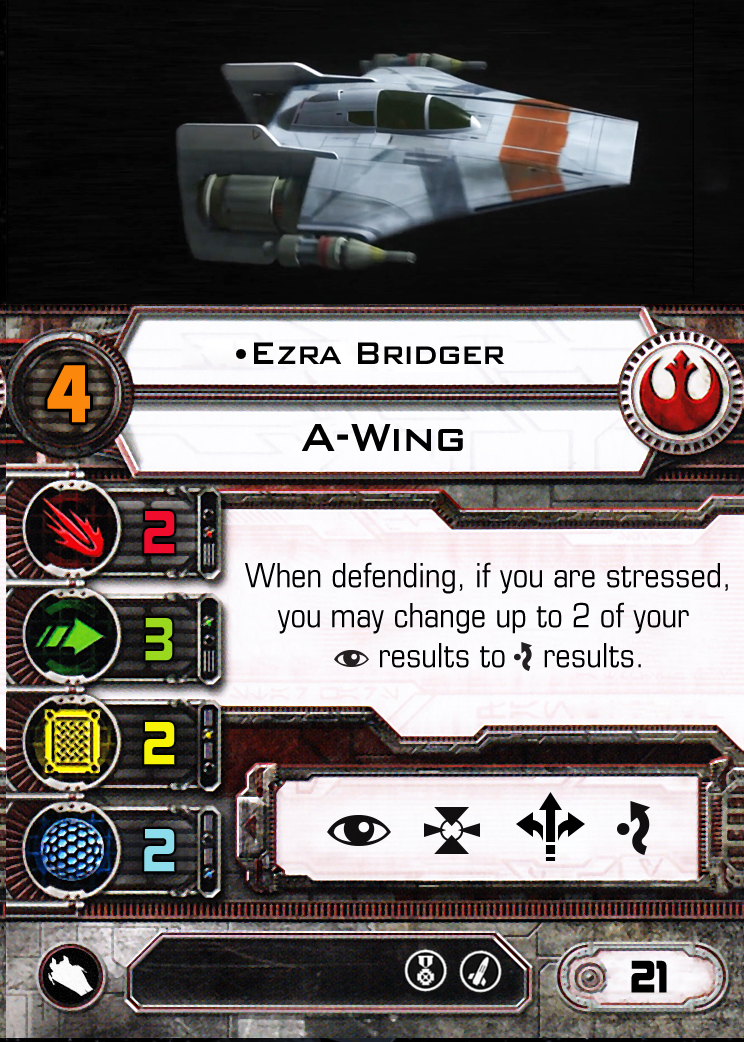 •Ezra Bridger
4
A-Wing
2
When defending, if you are stressed,
3
you may change up to 2 of your
results to results.
2
2
21